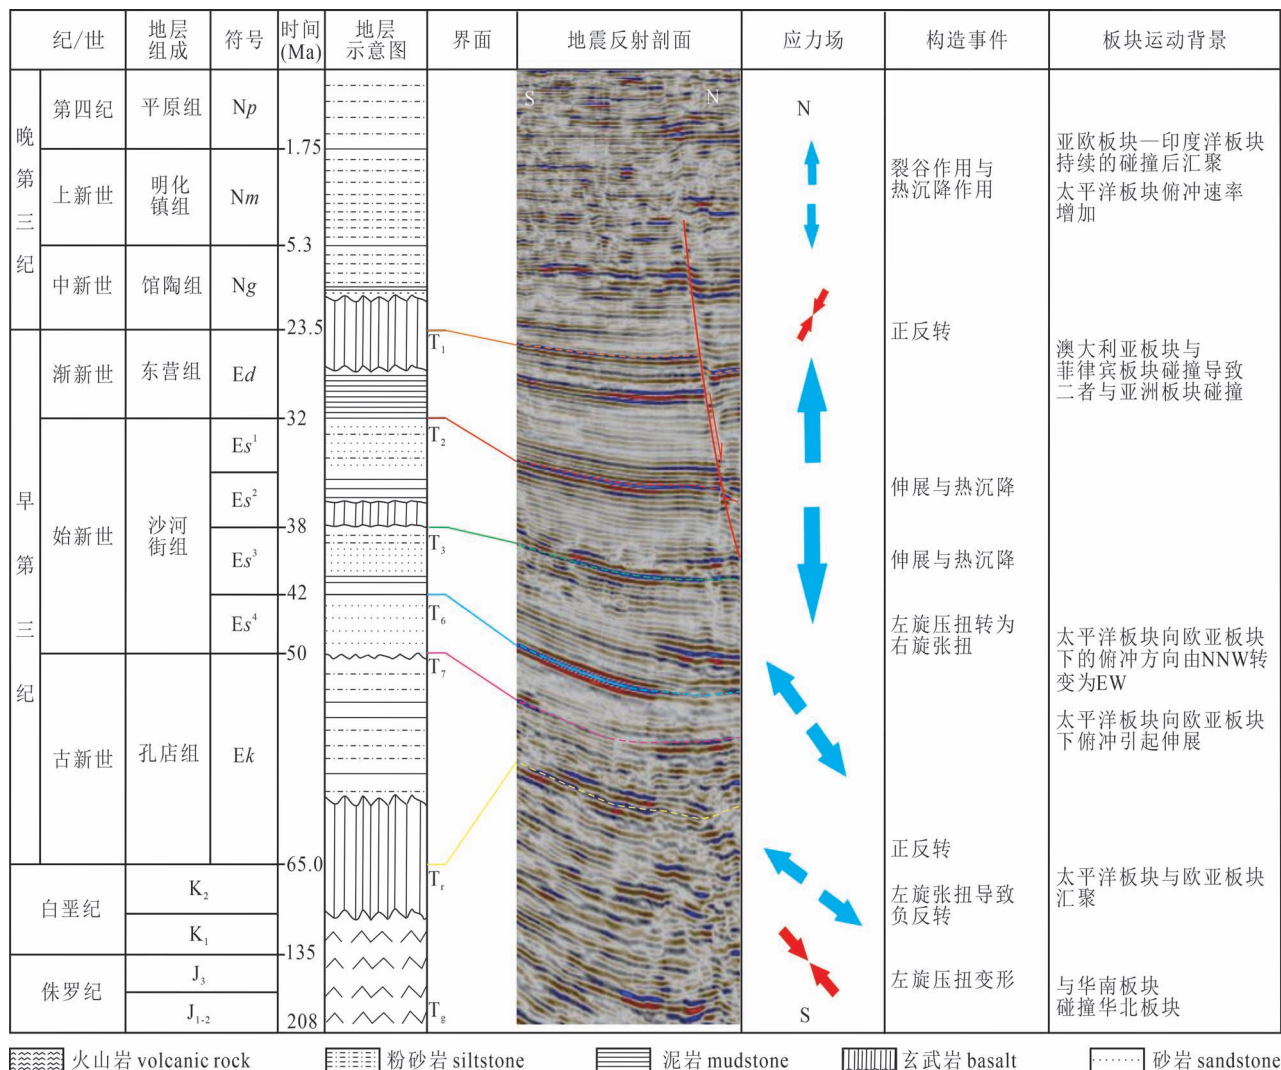 纪/世
地层
组成
符号
时间
(Ma)
地层
示意图
界面
地震反射剖面
应力场
构造事件
板块运动背景
晚第三纪
第四纪
平原组
Np
1.75
上新世
明化
镇组
Nm
5.3
中新世
馆陶组
Ng
23.5
早第三纪
渐新世
东营组
Ed
32
始新世
沙河
街组
Es1
Es2
38
Es3
42
Es4
50
古新世
孔店组
Ek
65.0
白垩纪
K2
K1
135
侏罗纪
J3
J1-2
208
T1
T2
T3
T6
T7
Tr
Tg
S
N
N
S
裂谷作用与
热沉降作用
正反转
伸展与热沉降
伸展与热沉降
左旋压扭转为
右旋张扭
正反转
左旋张扭导致
负反转
左旋压扭变形
亚欧板块—印度洋板块
持续的碰撞后汇聚
太平洋板块俯冲速率
增加
澳大利亚板块与
菲律宾板块碰撞导致
二者与亚洲板块碰撞
太平洋板块向欧亚板块
下的俯冲方向由NNW转
变为EW
太平洋板块向欧亚板块
下俯冲引起伸展
太平洋板块与欧亚板块
汇聚
与华南板块
碰撞华北板块
火山岩 volcanic rock
粉砂岩 siltstone
泥岩 mudstone
玄武岩 basalt
砂岩 sandstone